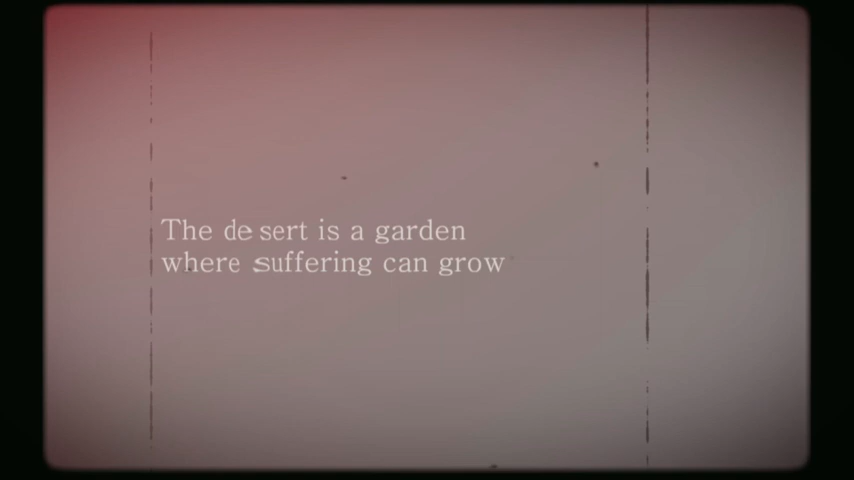 The desert is a garden
where suffering can grow